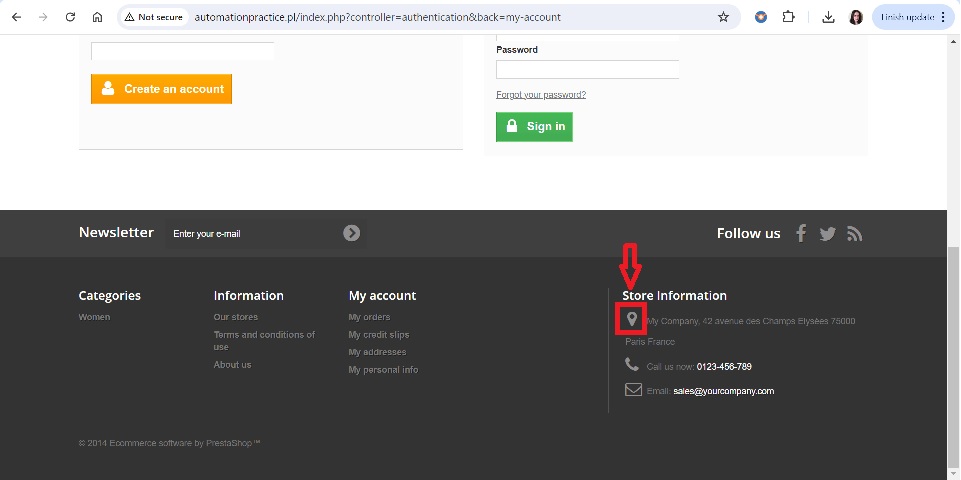 Not secure
automationpractice.pl/index.php?controller=authentication&back=my-account
Finish update
Create an account
Password
Forgot your password?
Sign in
Newsletter
Enter your e-mail
Follow us
Categories
Women
Information
Our stores
Terms and conditions of
use
About us
My account
My orders
My credit slips
My addresses
My personal info
Store Information
My Company, 42 avenue des Champs Elysées 75000
Paris France
Call us now: 0123-456-789
Email: sales@yourcompany.com
© 2014 Ecommerce software by PrestaShop™